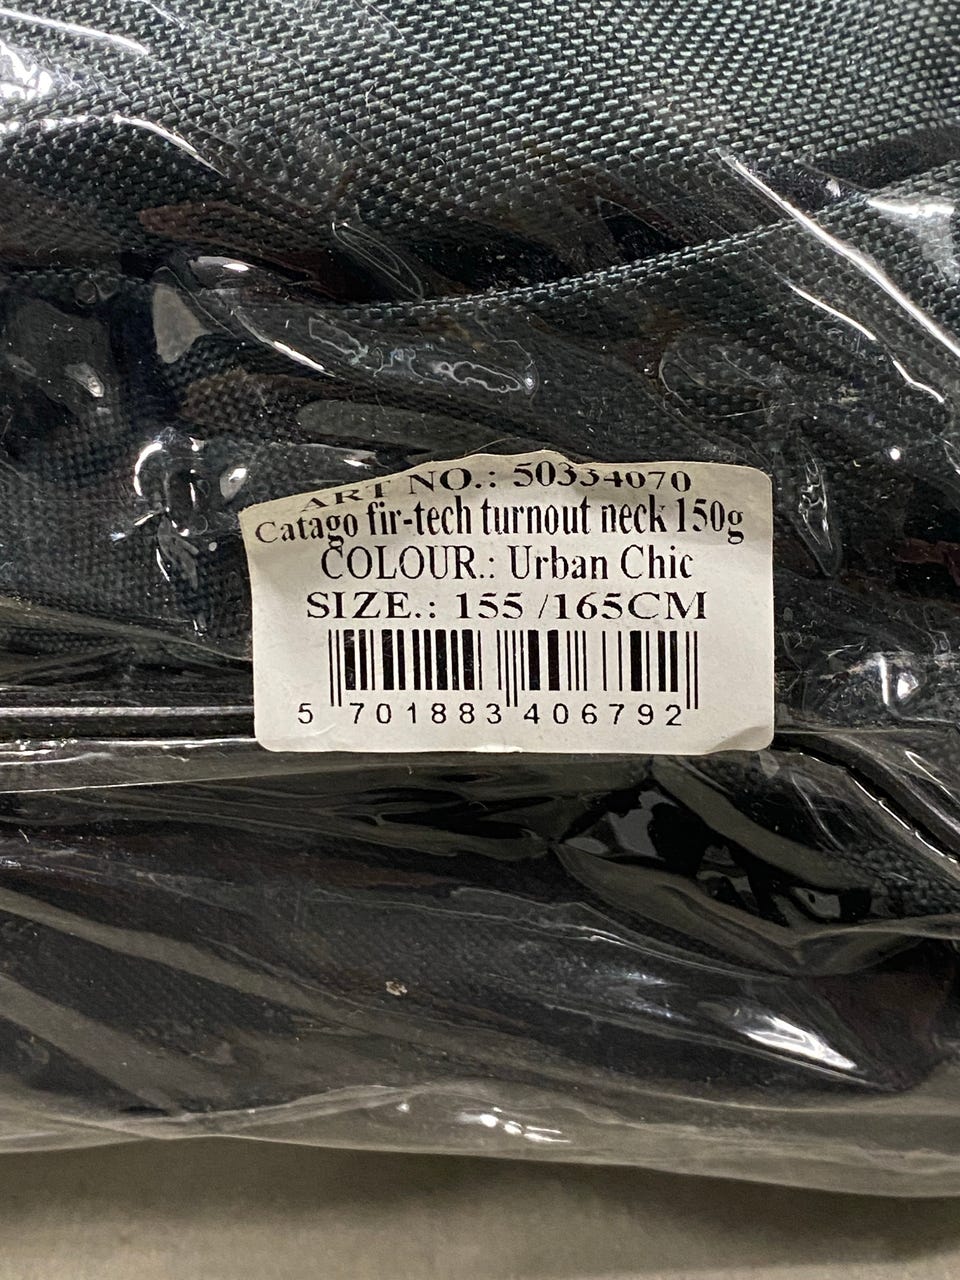 ART NO.: 50334070
Catago fir-tech turnout neck 150g
COLOUR.: Urban Chic
SIZE.: 155 /165CM
5 701883 406792